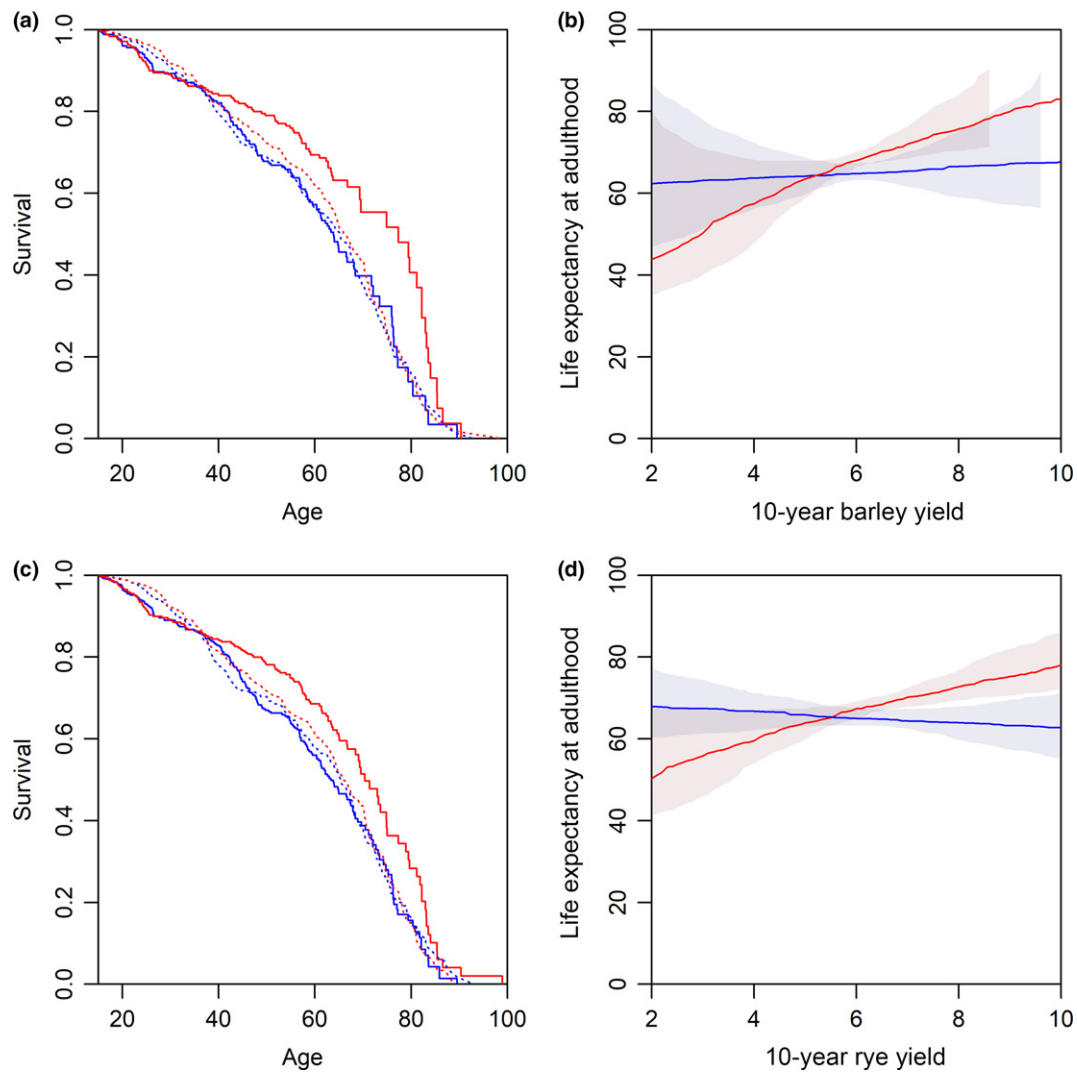 (a)
1.0
0.8
0.6
0.4
0.2
0.0
Survival
20 40 60 80 100
Age
(b)
100
80
60
40
20
0
Life expectancy at adulthood
2 4 6 8 10
10-year barley yield
(c)
1.0
0.8
0.6
0.4
0.2
0.0
Survival
20 40 60 80 100
Age
(d)
100
80
60
40
20
0
Life expectancy at adulthood
2 4 6 8 10
10-year rye yield